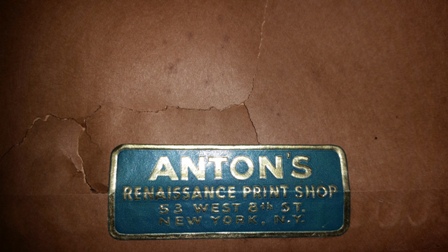 ANTON'S
RENAISSANCE PRINT SHOP
53 WEST 8th ST.
NEW YORK, N.Y.